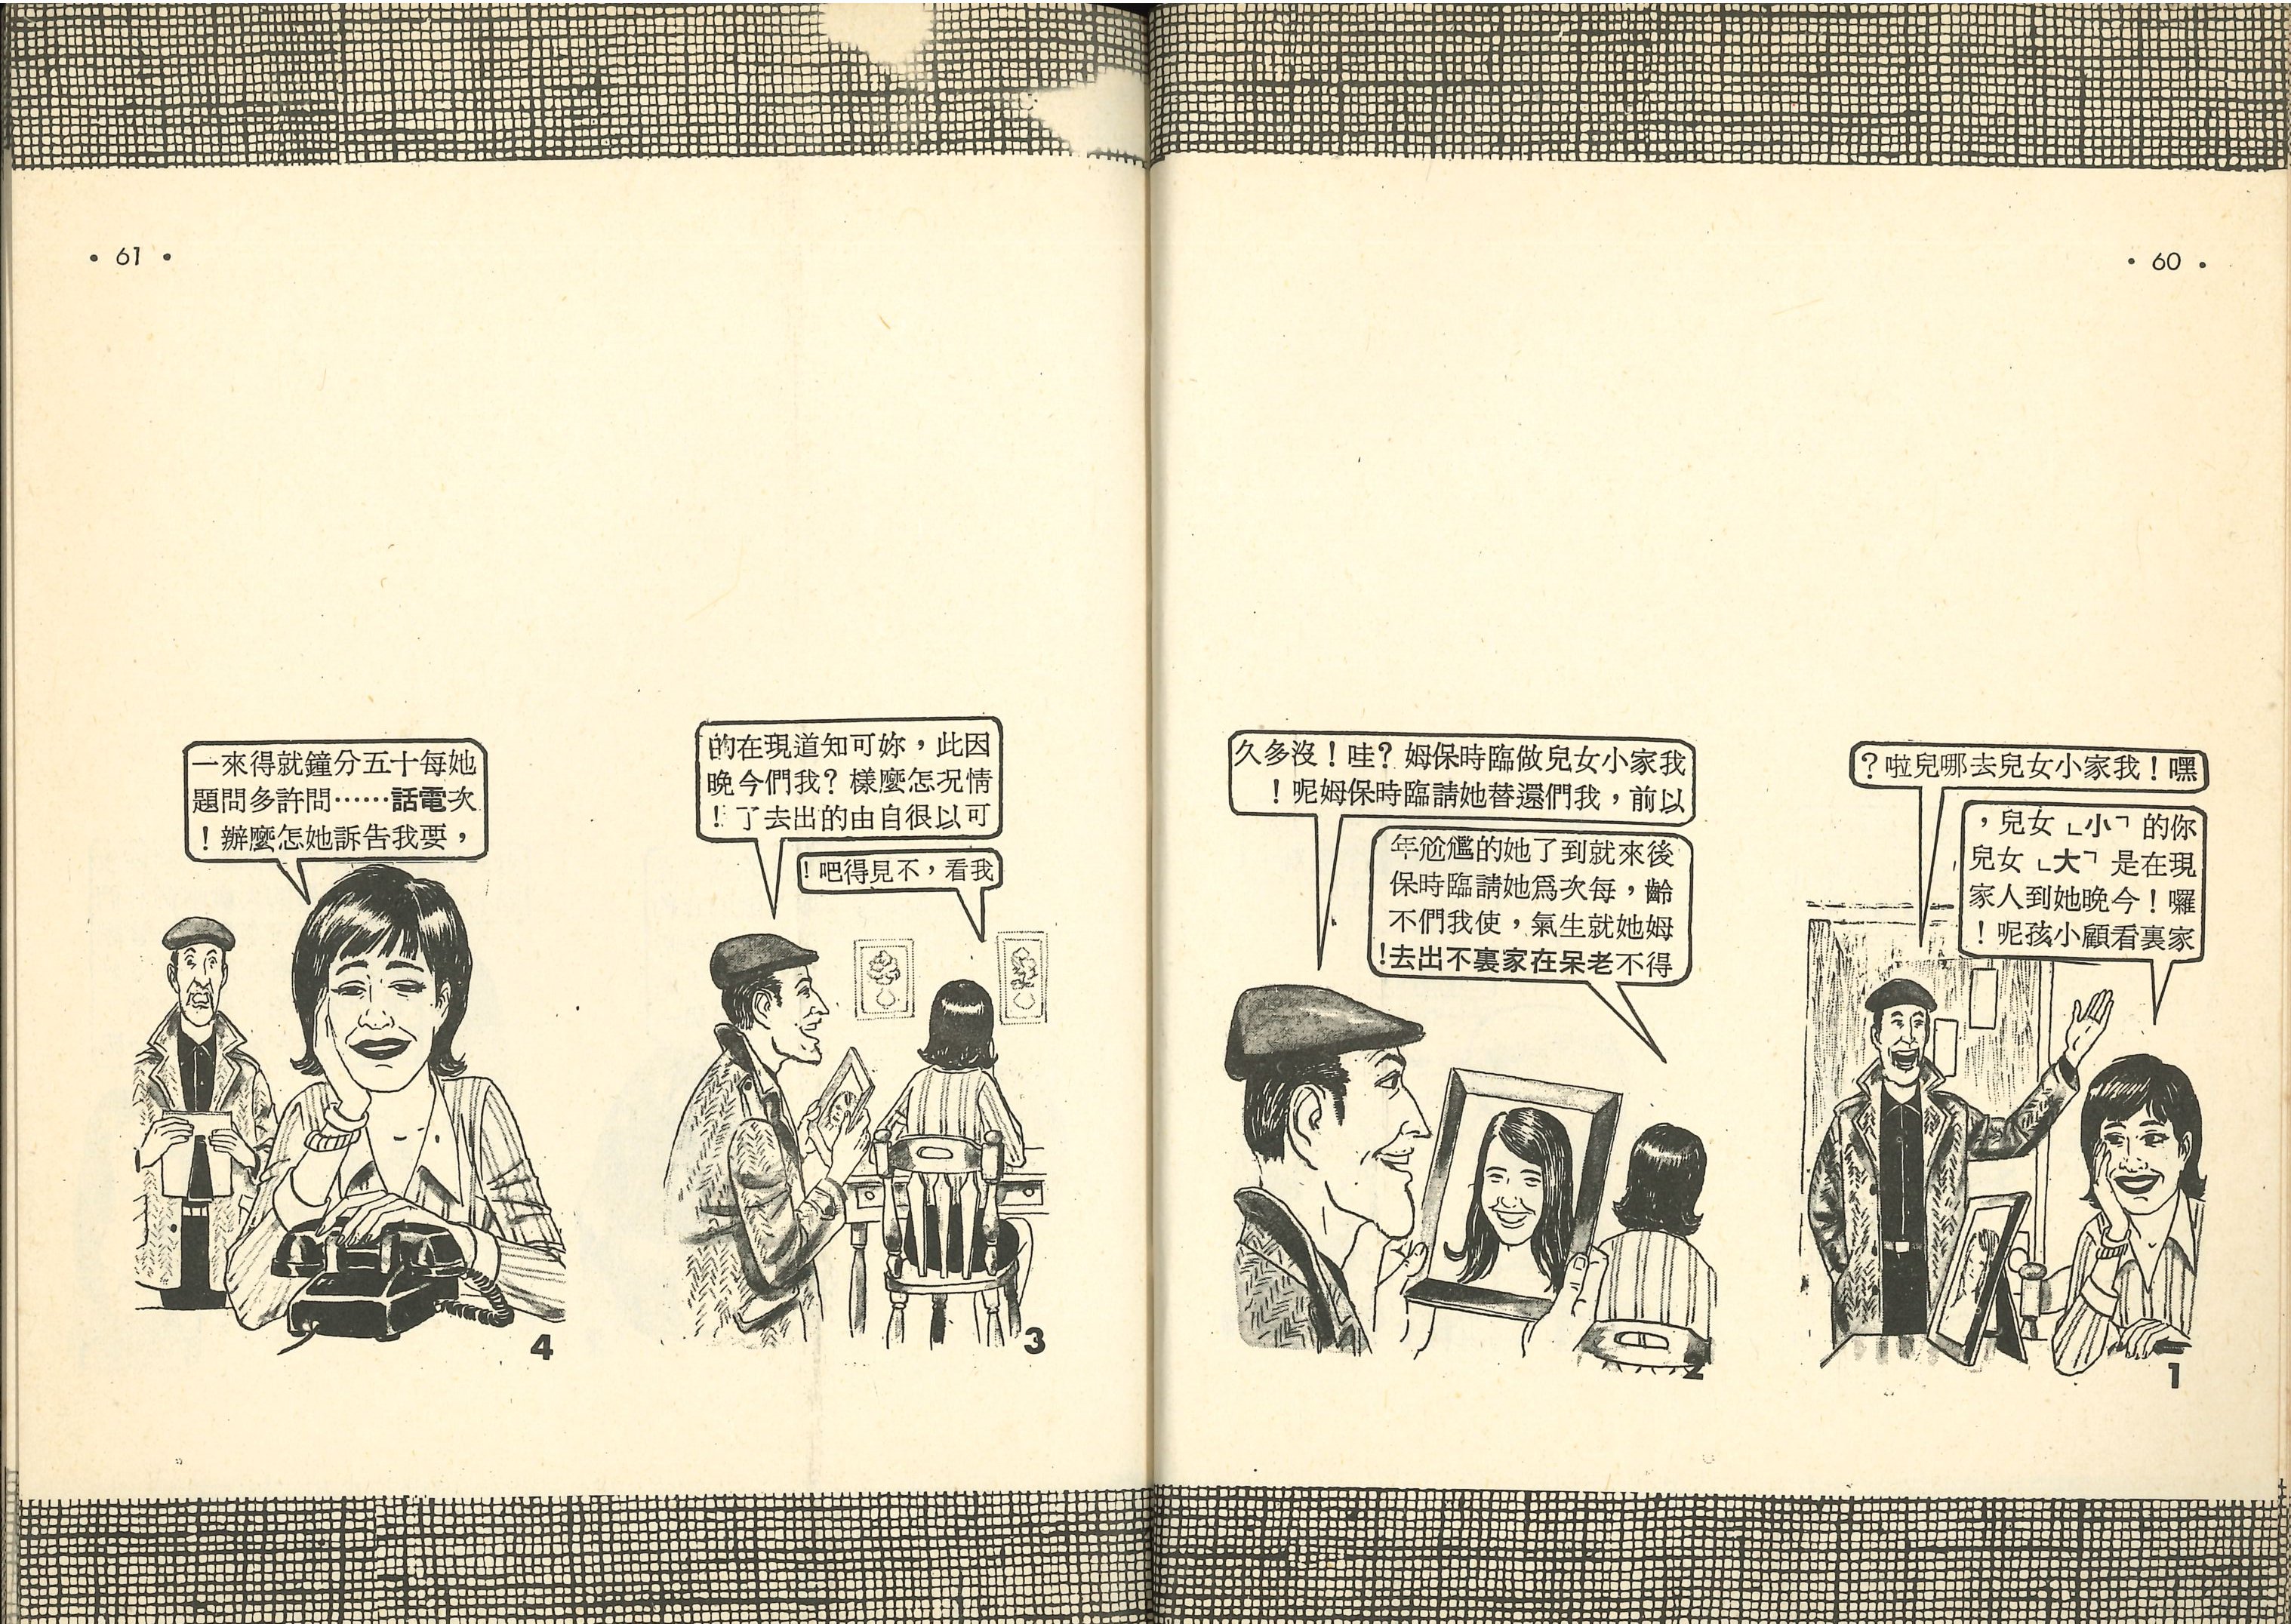 • 60 •
嘿！我家小女兒去哪兒啦？
你的「小」女兒，
現在是「大」女兒
囉！今晚她到人家
家裏看顧小孩呢！
1
我家小女兒做臨時保姆？哇！沒多久
以前，我們還替她請臨時保姆呢！
後來就到了她的尷尬年
齡，每次爲她請臨時保
姆她就生氣，使我們不
得不老呆在家裏不出去!
2
• 61 •
因此，妳可知道現在的
情況怎麼樣？我們今晚
可以很自由的出去了！
我看，不見得吧！
3
她每十五分鐘就得來一
次電話……問許多問題
，要我告訴她怎麼辦！
4